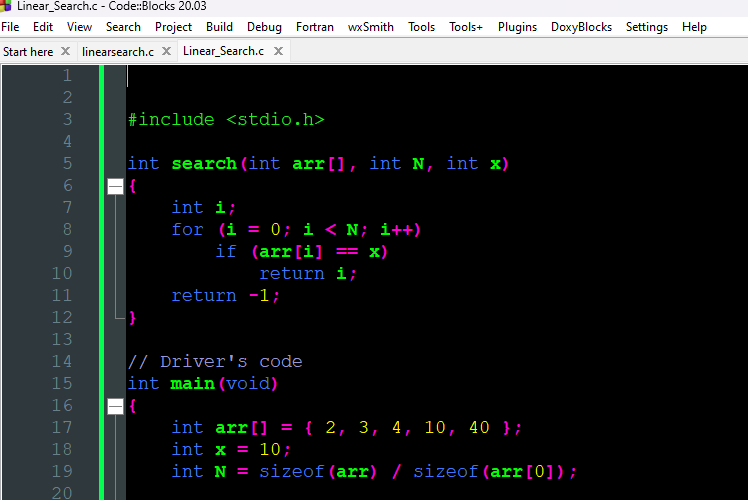 Linear_Search.c - Code::Blocks 20.03
File Edit View Search Project Build Debug Fortran wxSmith Tools Tools+ Plugins DoxyBlocks Settings Help
Start here linearsearch.c Linear_Search.c
1
2
3 #include <stdio.h>
4
5 int search(int arr[], int N, int x)
6 {
7 int i;
8 for (i = 0; i < N; i++)
9 if (arr[i] == x)
10 return i;
11 return -1;
12 }
13
14 // Driver's code
15 int main(void)
16 {
17 int arr[] = { 2, 3, 4, 10, 40 };
18 int x = 10;
19 int N = sizeof(arr) / sizeof(arr[0]);
20